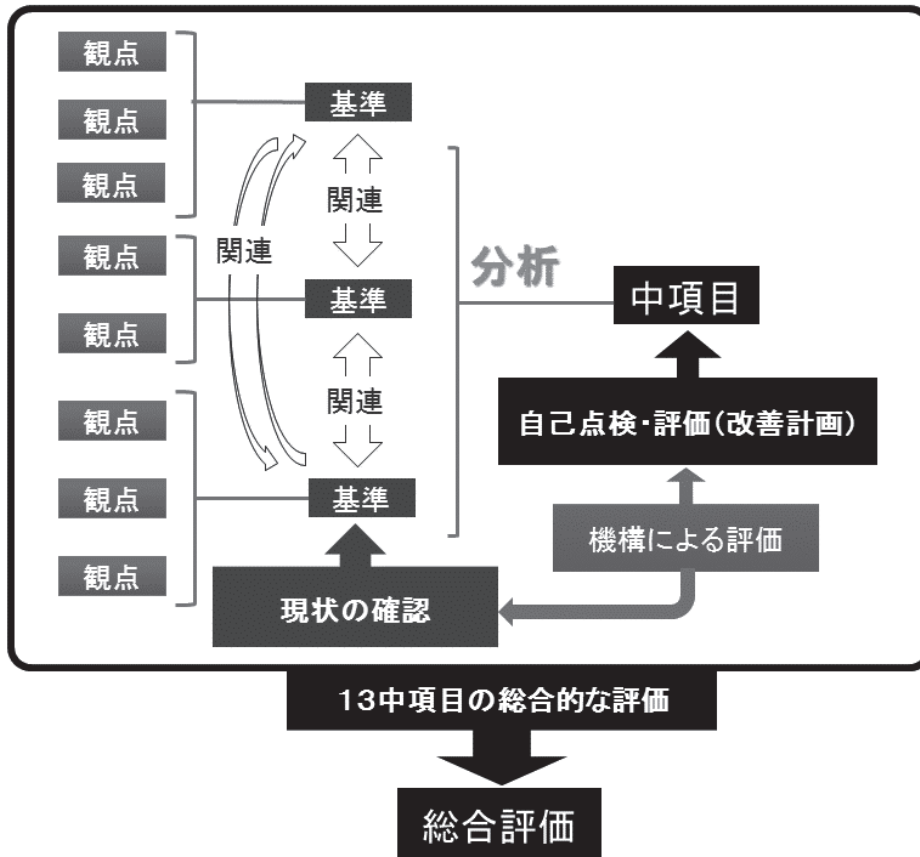 観点
観点
観点
観点
観点
観点
観点
観点
基準
関連
関連
基準
関連
基準
現状の確認
分析
中項目
自己点検・評価(改善計画)
機構による評価
13中項目の総合的な評価
総合評価